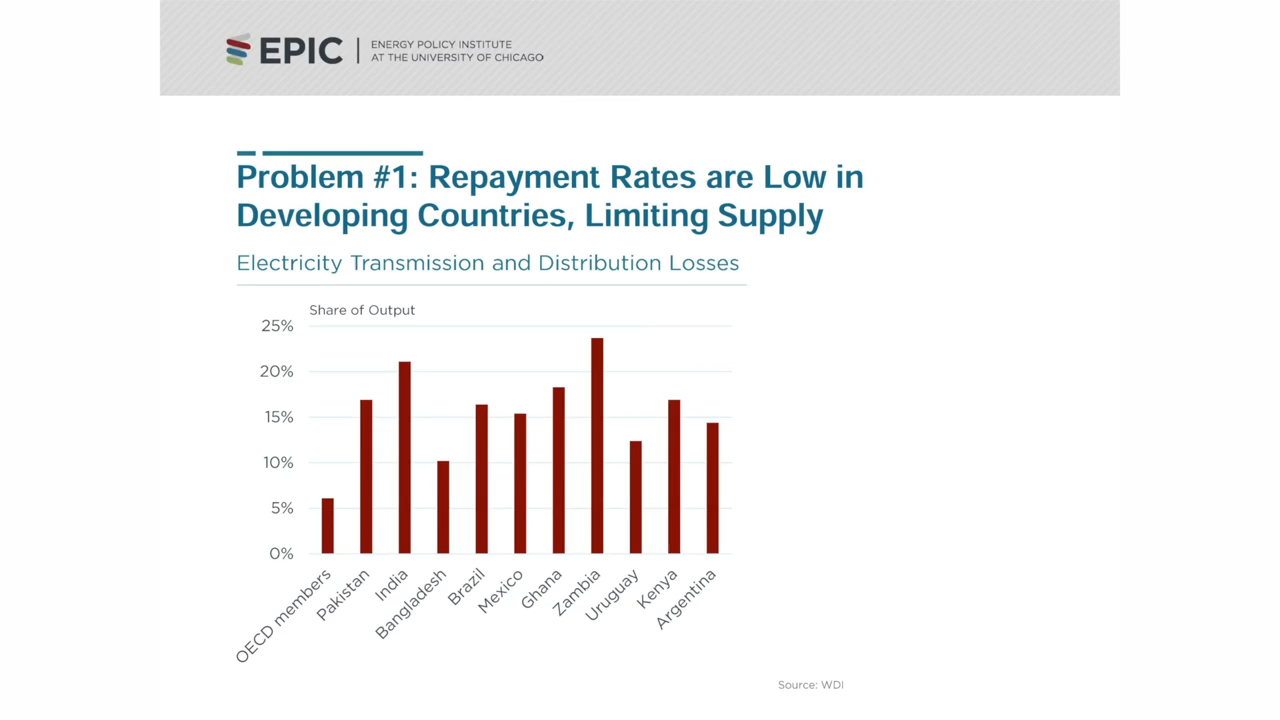 EPIC
ENERGY POLICY INSTITUTE
AT THE UNIVERSITY OF CHICAGO
Problem #1: Repayment Rates are Low in
Developing Countries, Limiting Supply
Electricity Transmission and Distribution Losses
Share of Output
25%
20%
15%
10%
5%
0%
OECD members
Pakistan
India
Bangladesh
Brazil
Mexico
Ghana
Zambia
Uruguay
Kenya
Argentina
Source: WDI